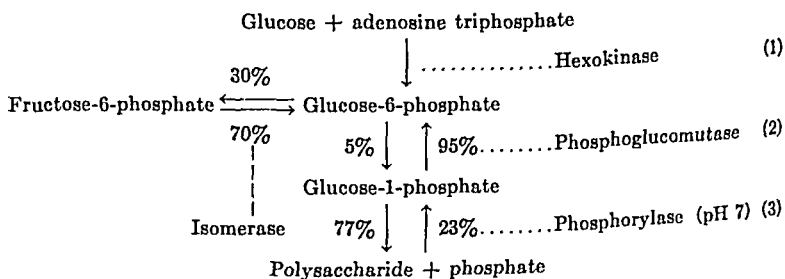 Glucose + adenosine triphosphate
.............Hexokinase (1)
30%
Fructose-6-phosphate Glucose-6-phosphate
70% 5% 95%........Phosphoglucomutase (2)
Glucose-1-phosphate
Isomerase 77% 23%........Phosphorylase (pH 7) (3)
Polysaccharide + phosphate